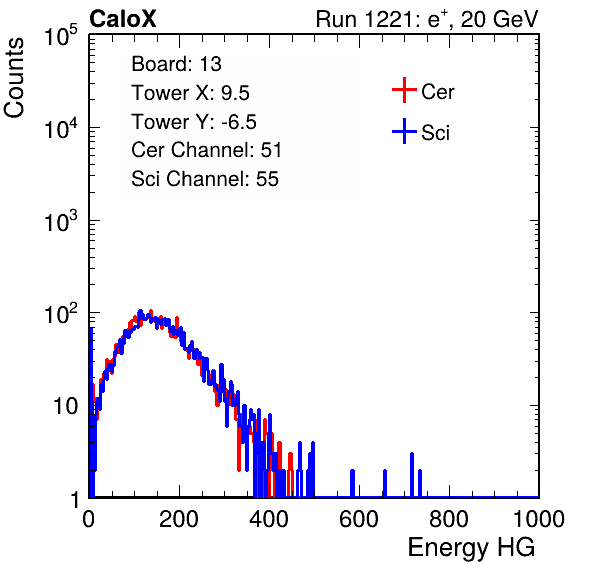 CaloX
Run 1221: e⁺, 20 GeV
Counts
10⁵
10⁴
10³
10²
10
1
Board: 13
Tower X: 9.5
Tower Y: -6.5
Cer Channel: 51
Sci Channel: 55
Cer
Sci
0 200 400 600 800 1000
Energy HG